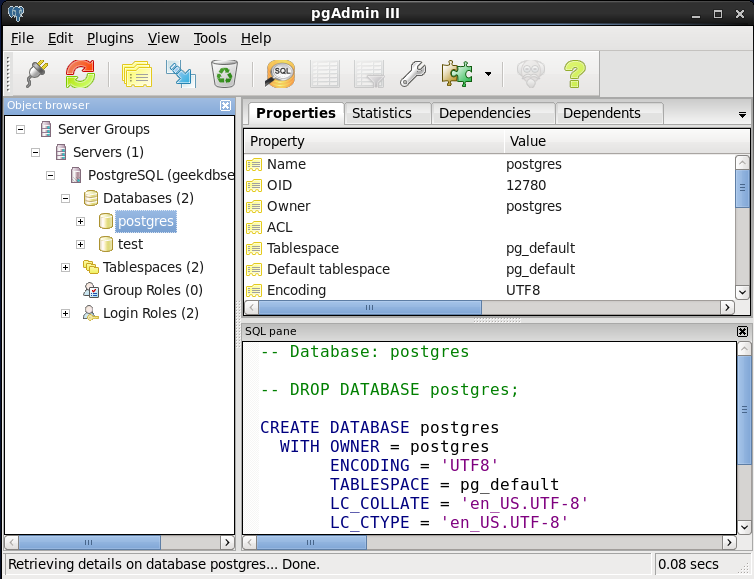 pgAdmin III
File Edit Plugins View Tools Help
SQL
Object browser
Server Groups
Servers (1)
PostgreSQL (geekdbse
Databases (2)
postgres
test
Tablespaces (2)
Group Roles (0)
Login Roles (2)
Properties Statistics Dependencies Dependents
Property Value
Name postgres
OID 12780
Owner postgres
ACL
Tablespace pg_default
Default tablespace pg_default
Encoding UTF8
SQL pane
-- Database: postgres
-- DROP DATABASE postgres;
CREATE DATABASE postgres
WITH OWNER = postgres
ENCODING = 'UTF8'
TABLESPACE = pg_default
LC_COLLATE = 'en_US.UTF-8'
LC_CTYPE = 'en_US.UTF-8'
Retrieving details on database postgres... Done. 0.08 secs